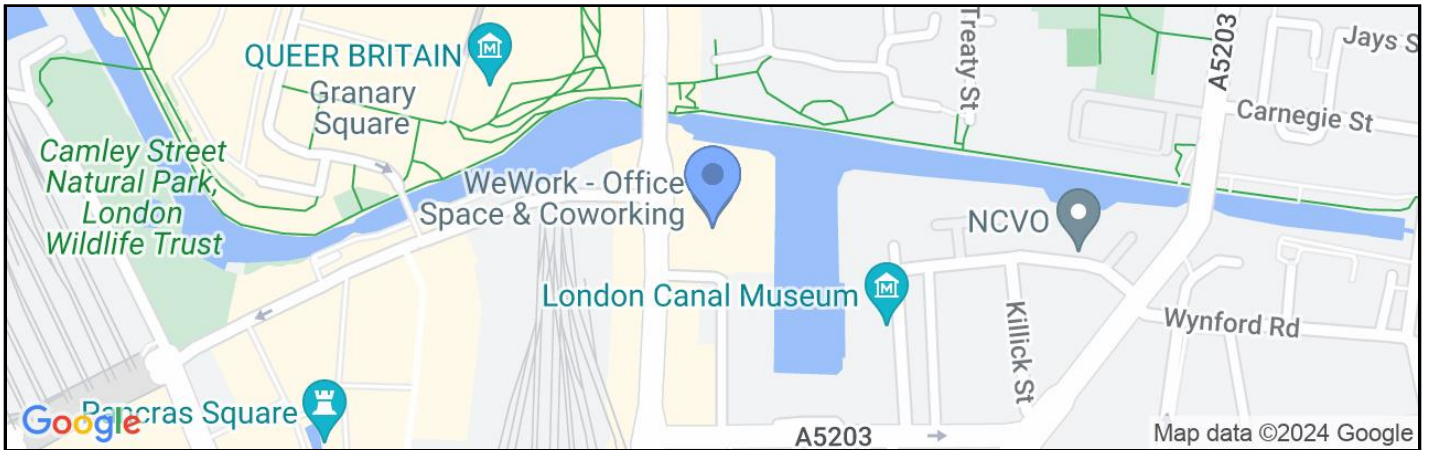 QUEER BRITAIN
Granary
Square
Camley Street
Natural Park,
London
Wildlife Trust
WeWork - Office
Space & Coworking
Treaty St
A5203
Jays S
Carnegie St
NCVO
London Canal Museum
Killick St
Wynford Rd
Pancras Square
A5203
Google
Map data ©2024 Google